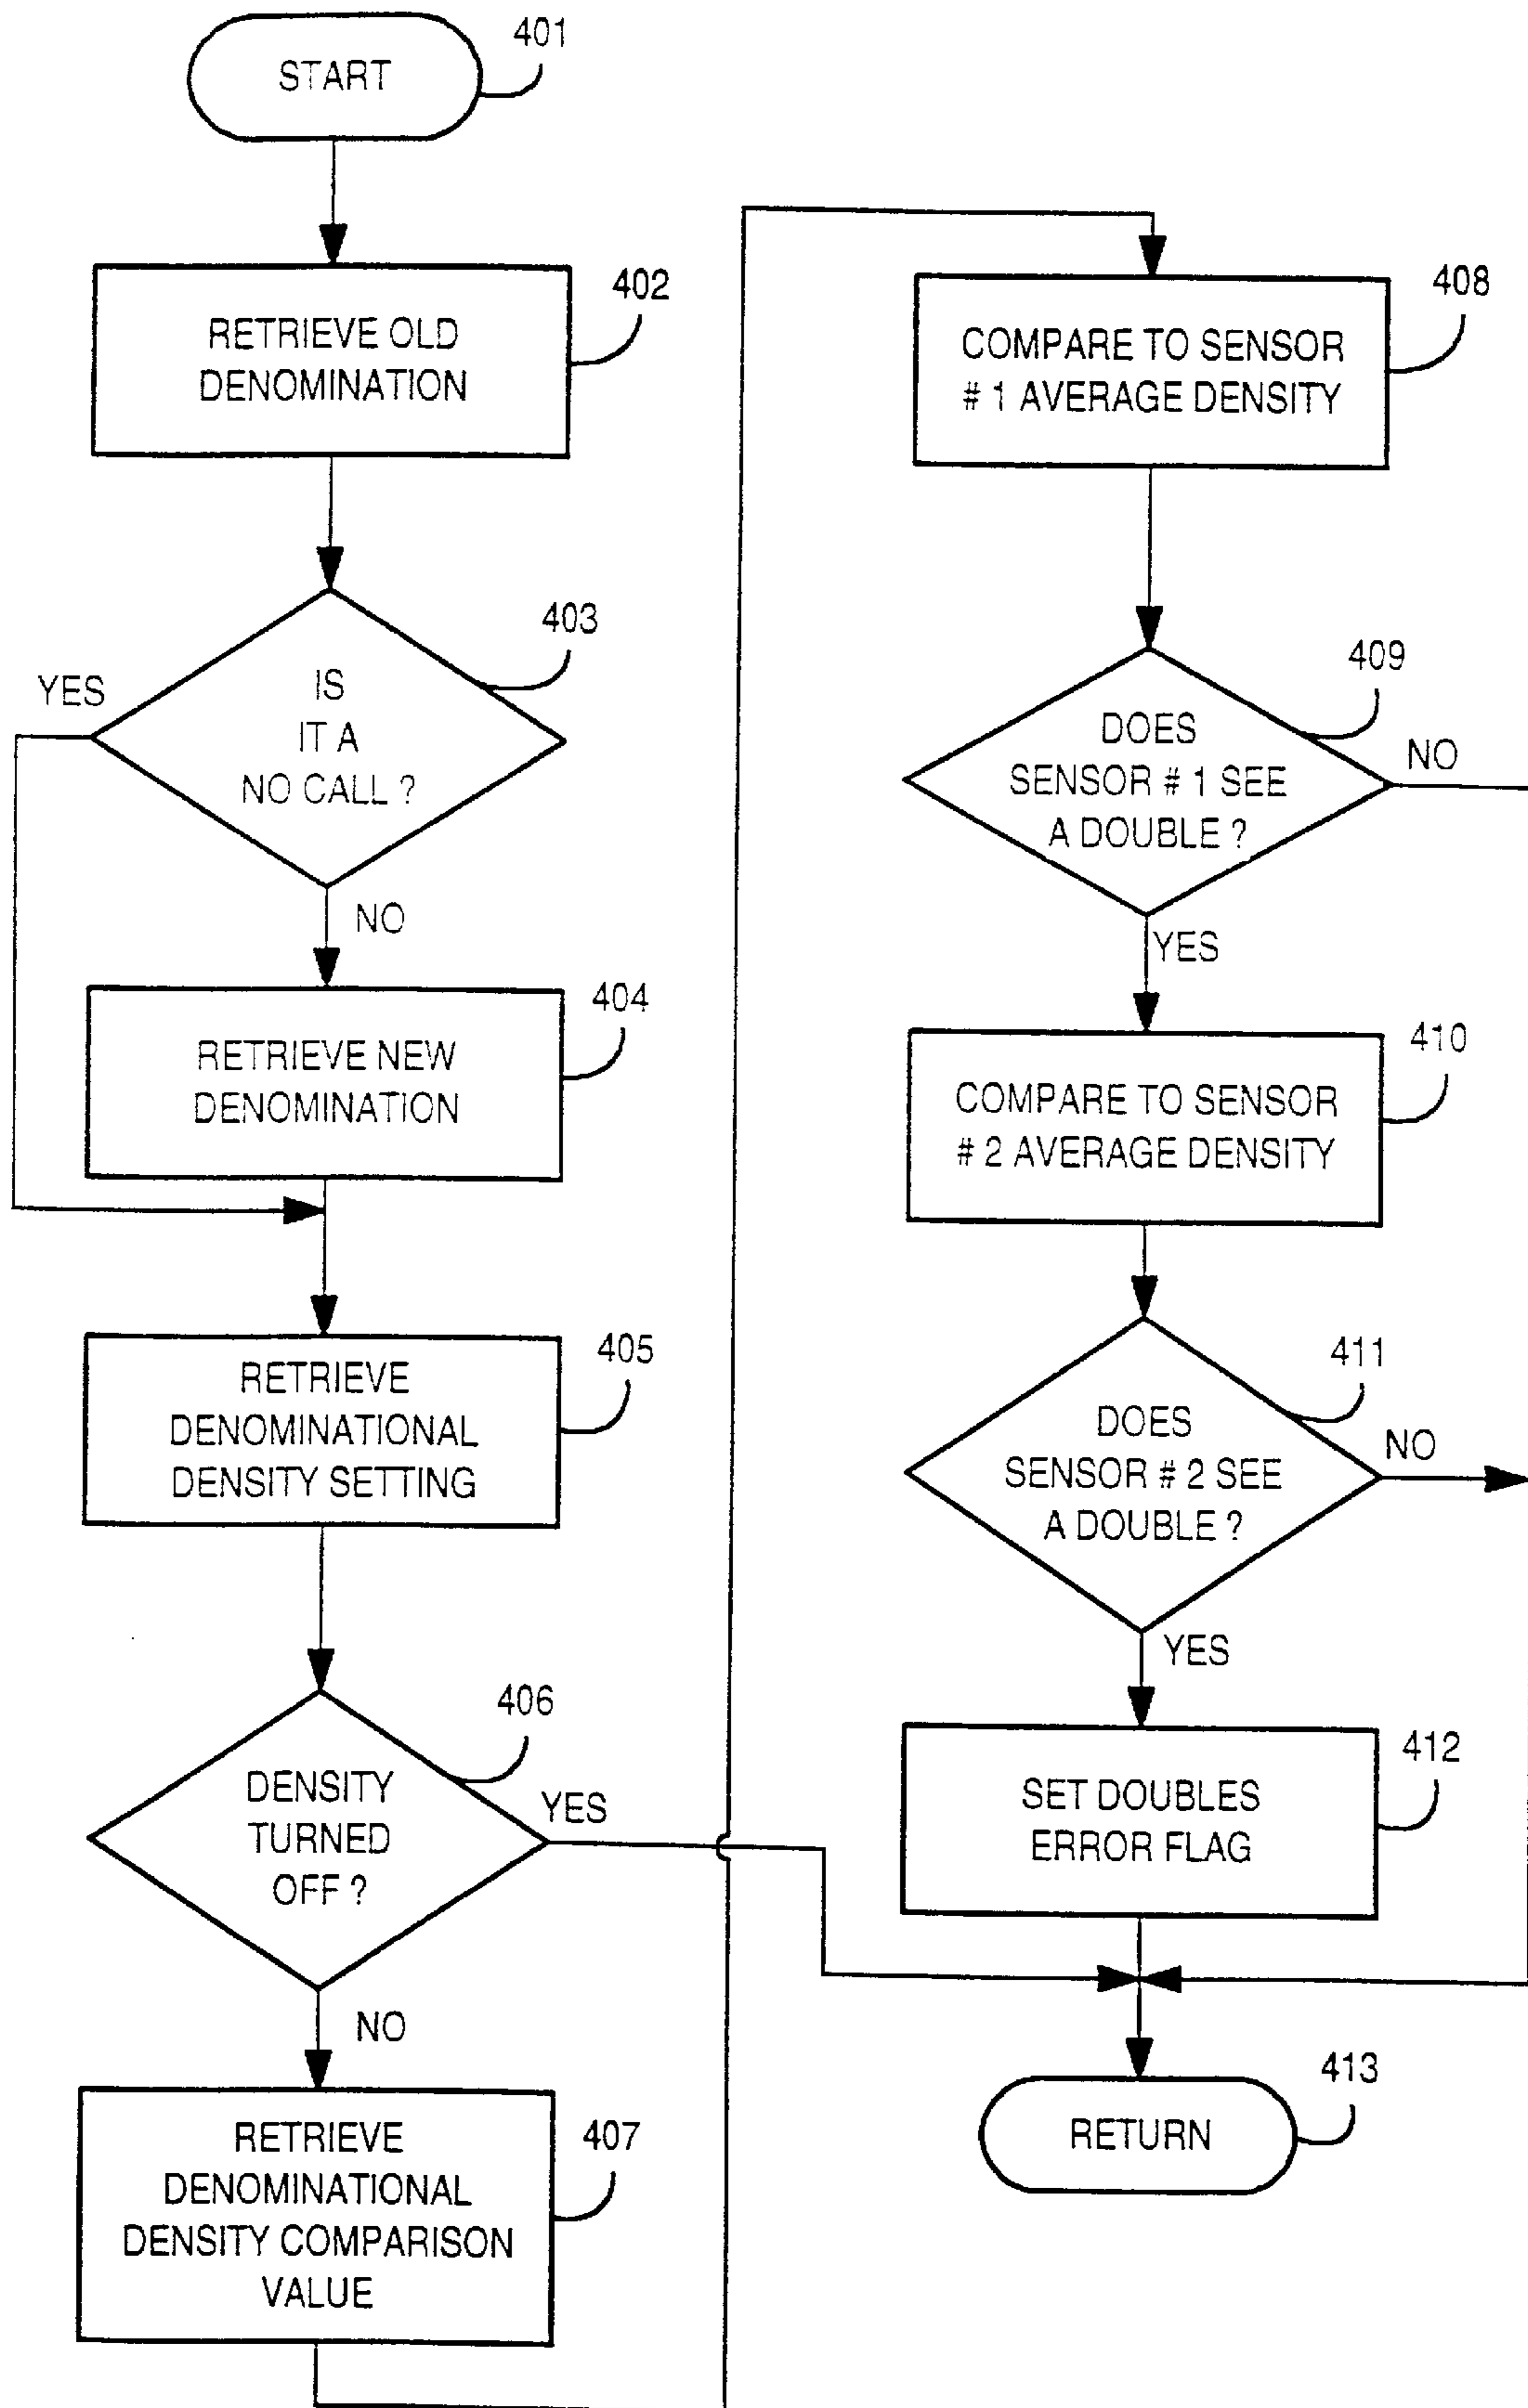 START
401
RETRIEVE OLD
DENOMINATION
402
IS
IT A
NO CALL ?
403
YES
NO
RETRIEVE NEW
DENOMINATION
404
RETRIEVE
DENOMINATIONAL
DENSITY SETTING
405
DENSITY
TURNED
OFF ?
406
YES
NO
RETRIEVE
DENOMINATIONAL
DENSITY COMPARISON
VALUE
407
COMPARE TO SENSOR
# 1 AVERAGE DENSITY
408
DOES
SENSOR # 1 SEE
A DOUBLE ?
409
NO
YES
COMPARE TO SENSOR
# 2 AVERAGE DENSITY
410
DOES
SENSOR # 2 SEE
A DOUBLE ?
411
NO
YES
SET DOUBLES
ERROR FLAG
412
RETURN
413